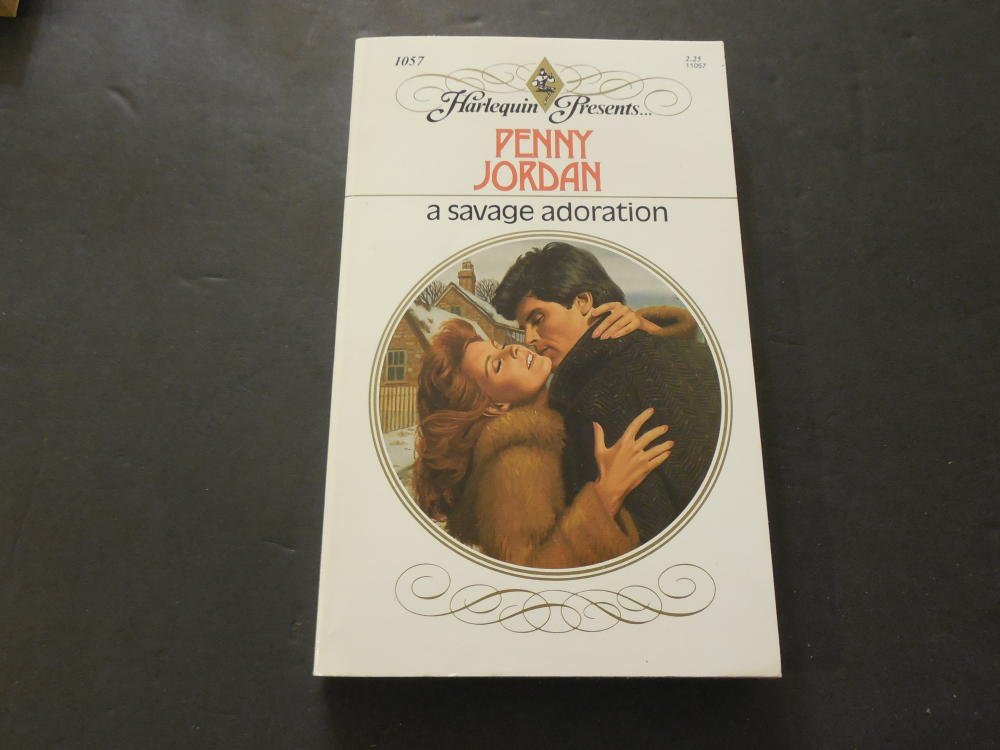 1057
2.25
11057
Harlequin Presents...
PENNY
JORDAN
a savage adoration